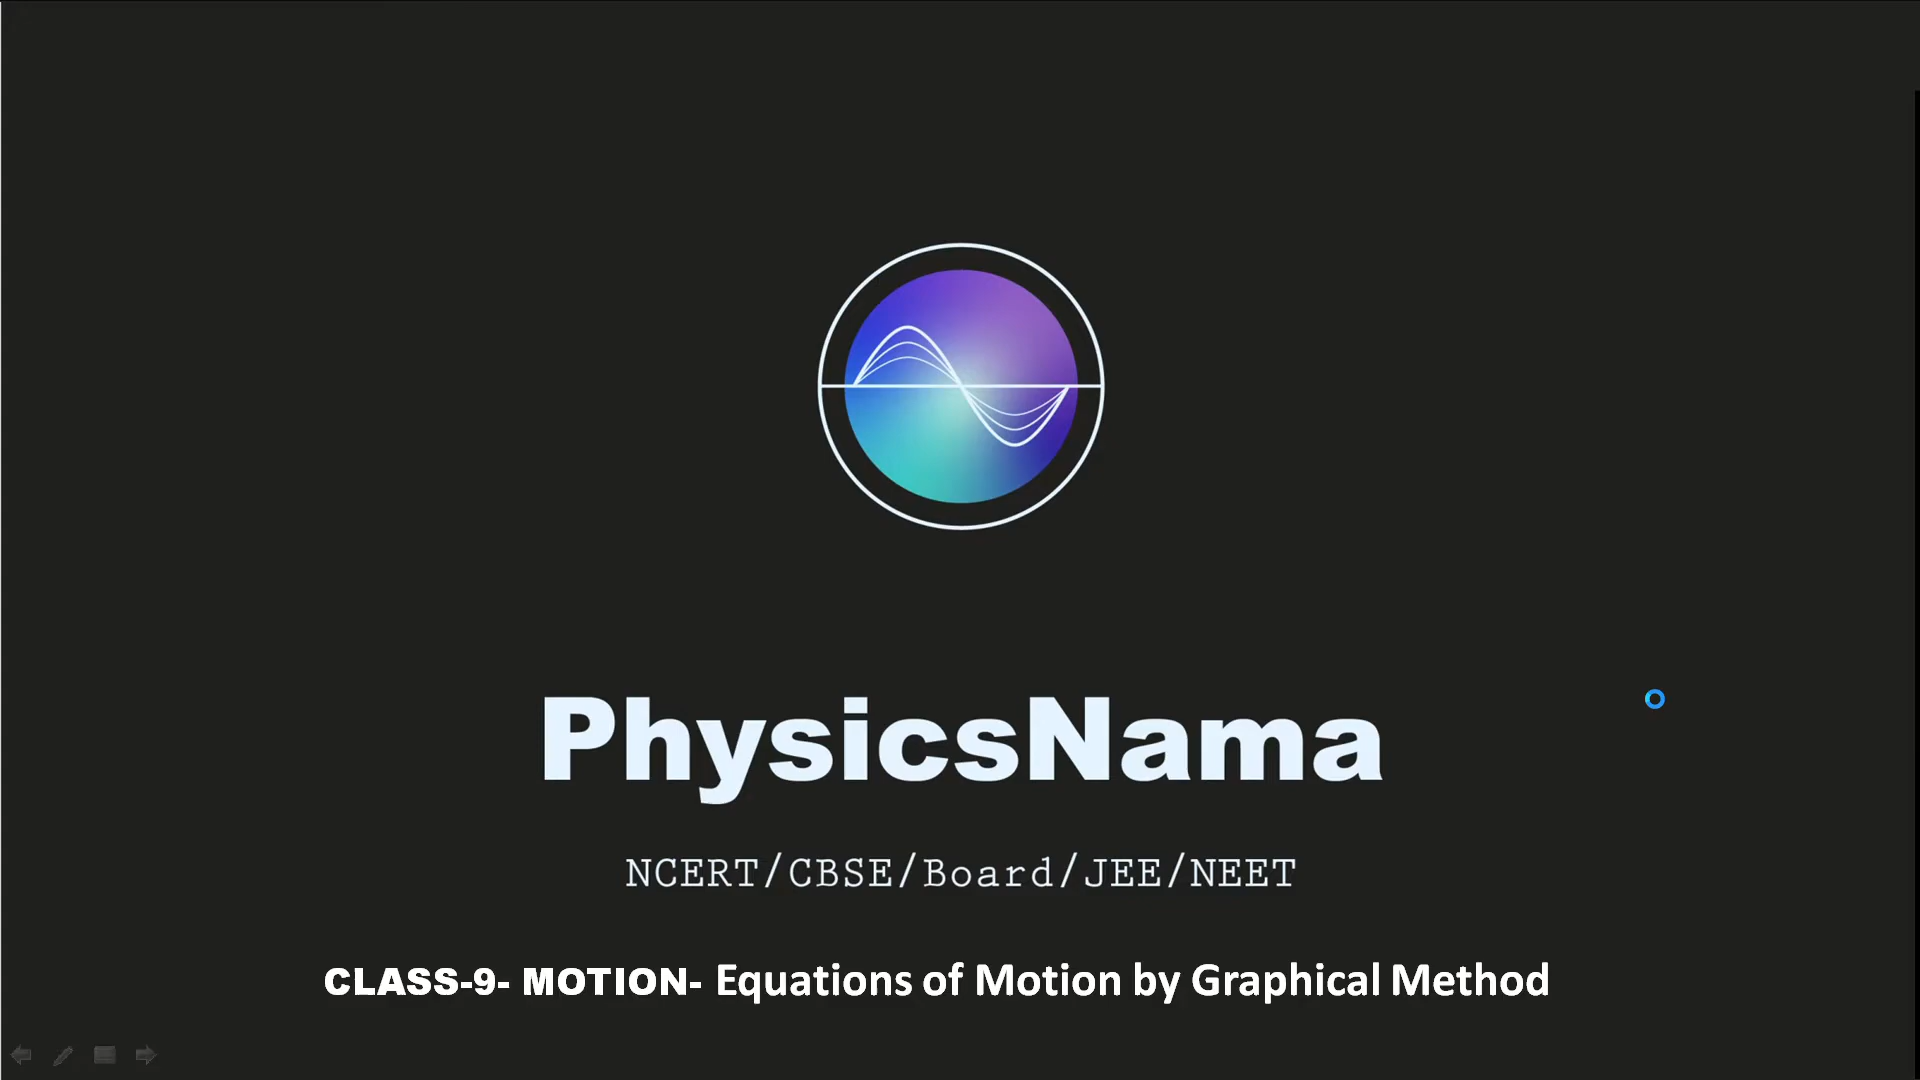 PhysicsNama
NCERT/CBSE/Board/JEE/NEET
CLASS-9- MOTION- Equations of Motion by Graphical Method